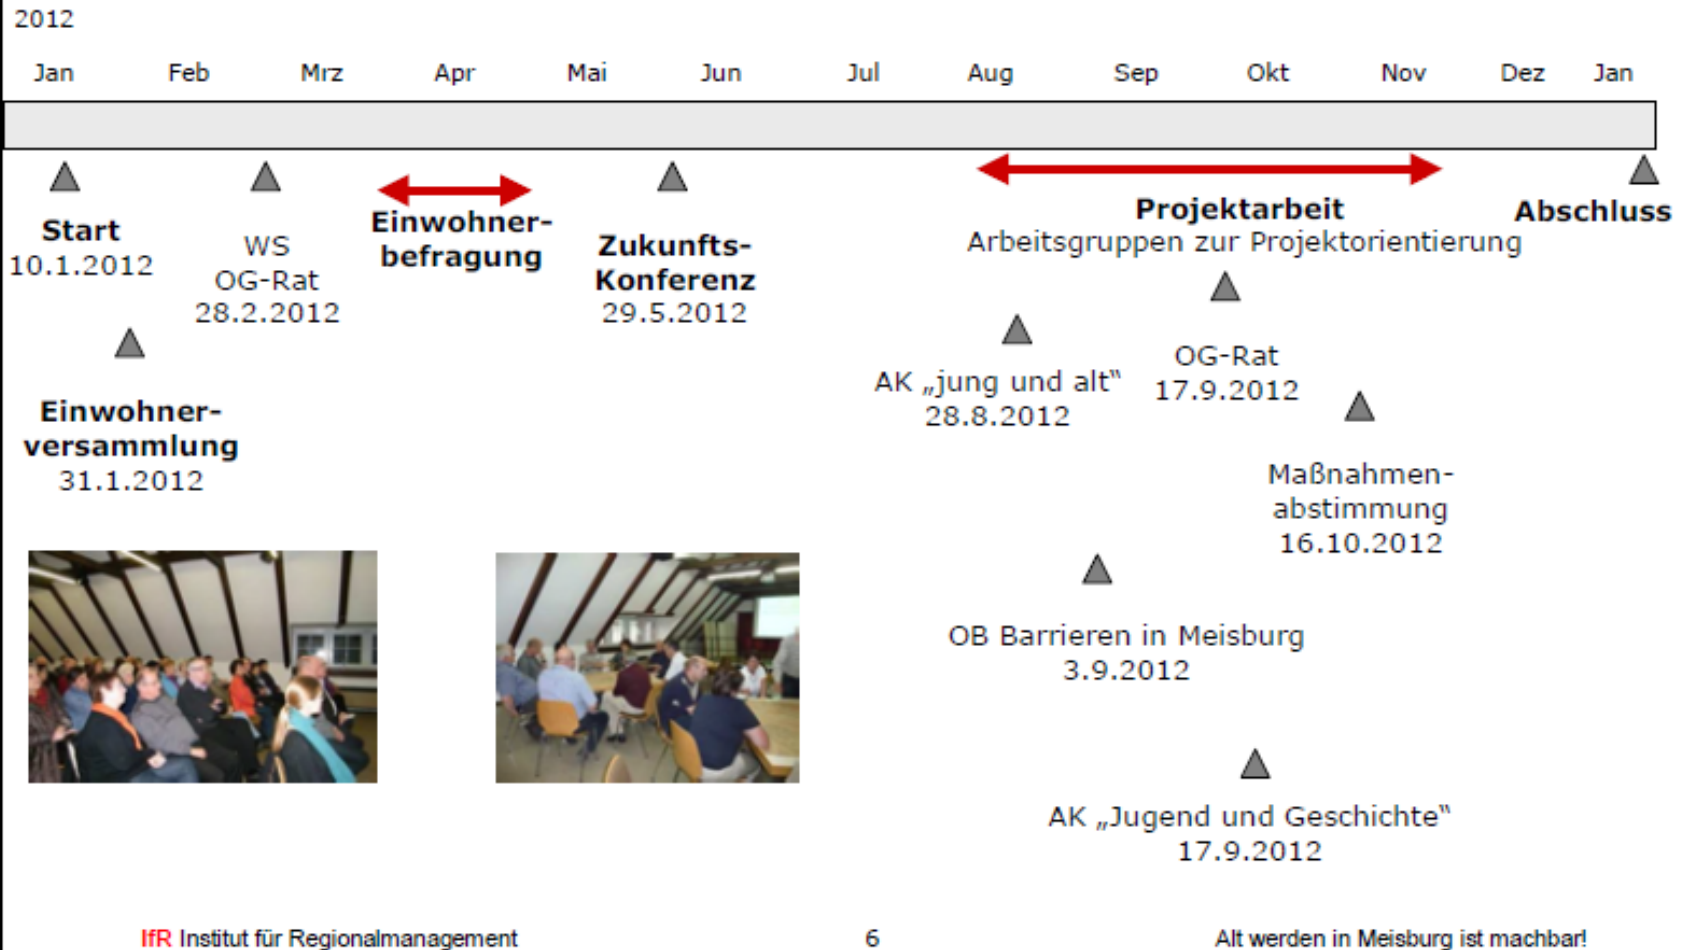 2012
Jan Feb Mrz Apr Mai Jun Jul Aug Sep Okt Nov Dez Jan
Start
10.1.2012
WS
OG-Rat
28.2.2012
Einwohner-
befragung
Zukunfts-
Konferenz
29.5.2012
Projektarbeit
Arbeitsgruppen zur Projektorientierung
Abschluss
Einwohner-
versammlung
31.1.2012
AK „jung und alt“
28.8.2012
OG-Rat
17.9.2012
Maßnahmen-
abstimmung
16.10.2012
OB Barrieren in Meisburg
3.9.2012
AK „Jugend und Geschichte“
17.9.2012
IfR Institut für Regionalmanagement
6
Alt werden in Meisburg ist machbar!